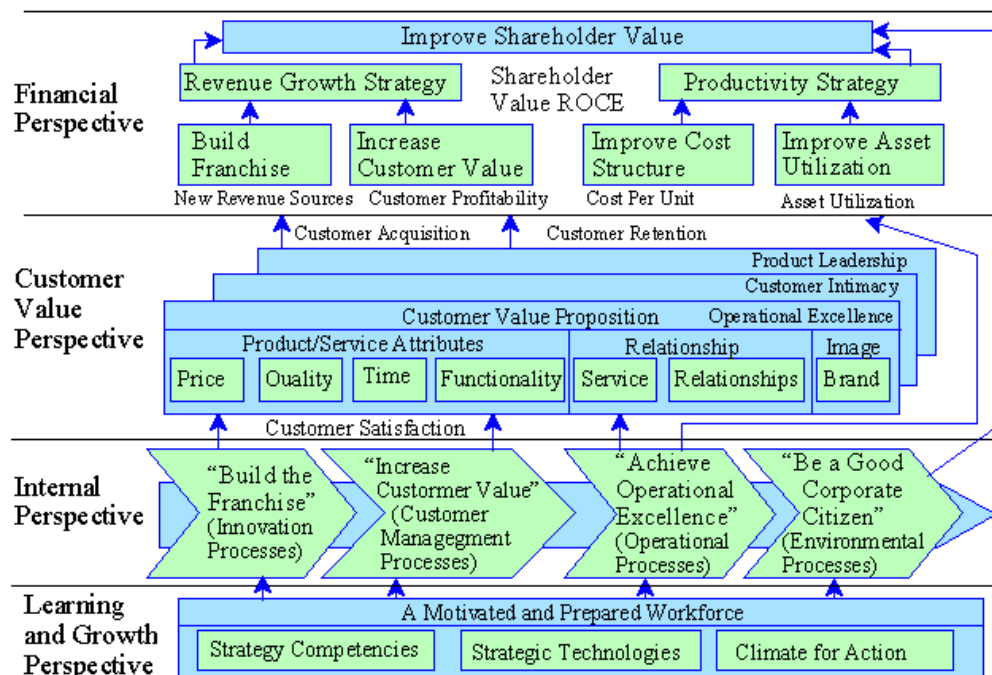 Improve Shareholder Value
Revenue Growth Strategy
Shareholder
Value ROCE
Productivity Strategy
Financial
Perspective
Build
Franchise
Increase
Customer Value
Improve Cost
Structure
Improve Asset
Utilization
New Revenue Sources
Customer Profitability
Cost Per Unit
Asset Utilization
Customer Acquisition
Customer Retention
Customer
Value
Perspective
Product Leadership
Customer Intimacy
Customer Value Proposition
Operational Excellence
Product/Service Attributes
Relationship
Image
Price
Ouality
Time
Functionality
Service
Relationships
Brand
Customer Satisfaction
Internal
Perspective
“Build the
Franchise”
(Innovation
Processes)
“Increase
Custormer Value”
(Customer
Managegment
Processes)
“Achieve
Operational
Excellence”
(Operational
Processes)
“Be a Good
Corporate
Citizen”
(Environmental
Processes)
Learning
and Growth
Perspective
A Motivated and Prepared Workforce
Strategy Competencies
Strategic Technologies
Climate for Action